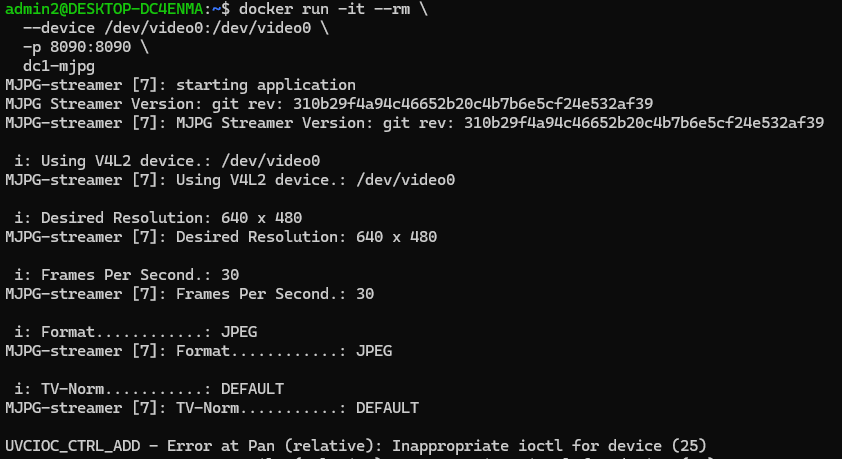 admin2@DESKTOP-DC4ENMA:~$ docker run -it --rm \
  --device /dev/video0:/dev/video0 \
  -p 8090:8090 \
  dc1-mjpg
MJPG-streamer [7]: starting application
MJPG Streamer Version: git rev: 310b29f4a94c46652b20c4b7b6e5cf24e532af39
MJPG-streamer [7]: MJPG Streamer Version: git rev: 310b29f4a94c46652b20c4b7b6e5cf24e532af39
 i: Using V4L2 device.: /dev/video0
MJPG-streamer [7]: Using V4L2 device.: /dev/video0
 i: Desired Resolution: 640 x 480
MJPG-streamer [7]: Desired Resolution: 640 x 480
 i: Frames Per Second.: 30
MJPG-streamer [7]: Frames Per Second.: 30
 i: Format............: JPEG
MJPG-streamer [7]: Format............: JPEG
 i: TV-Norm...........: DEFAULT
MJPG-streamer [7]: TV-Norm...........: DEFAULT
UVCIOC_CTRL_ADD - Error at Pan (relative): Inappropriate ioctl for device (25)